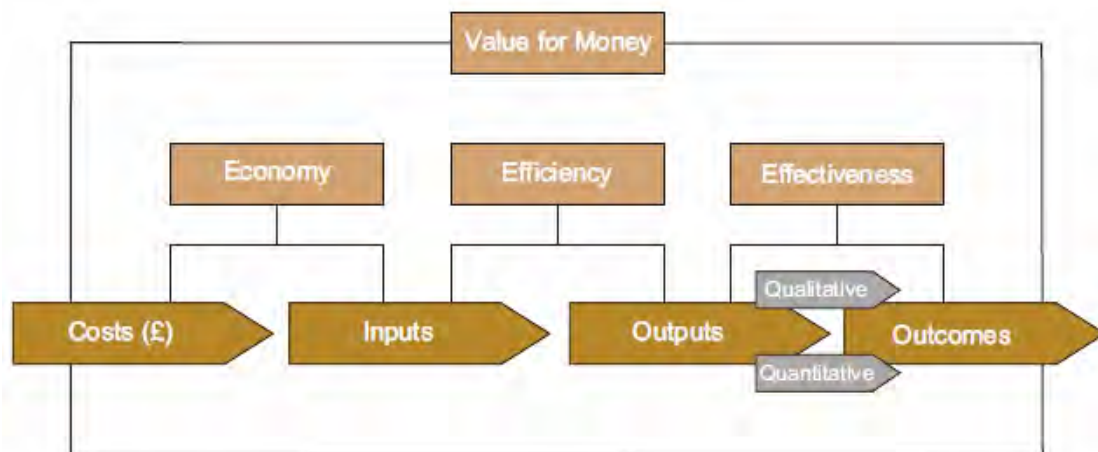 Value for Money
Economy
Efficiency
Effectiveness
Qualitative
Costs (£)
Inputs
Outputs
Outcomes
Quantitative